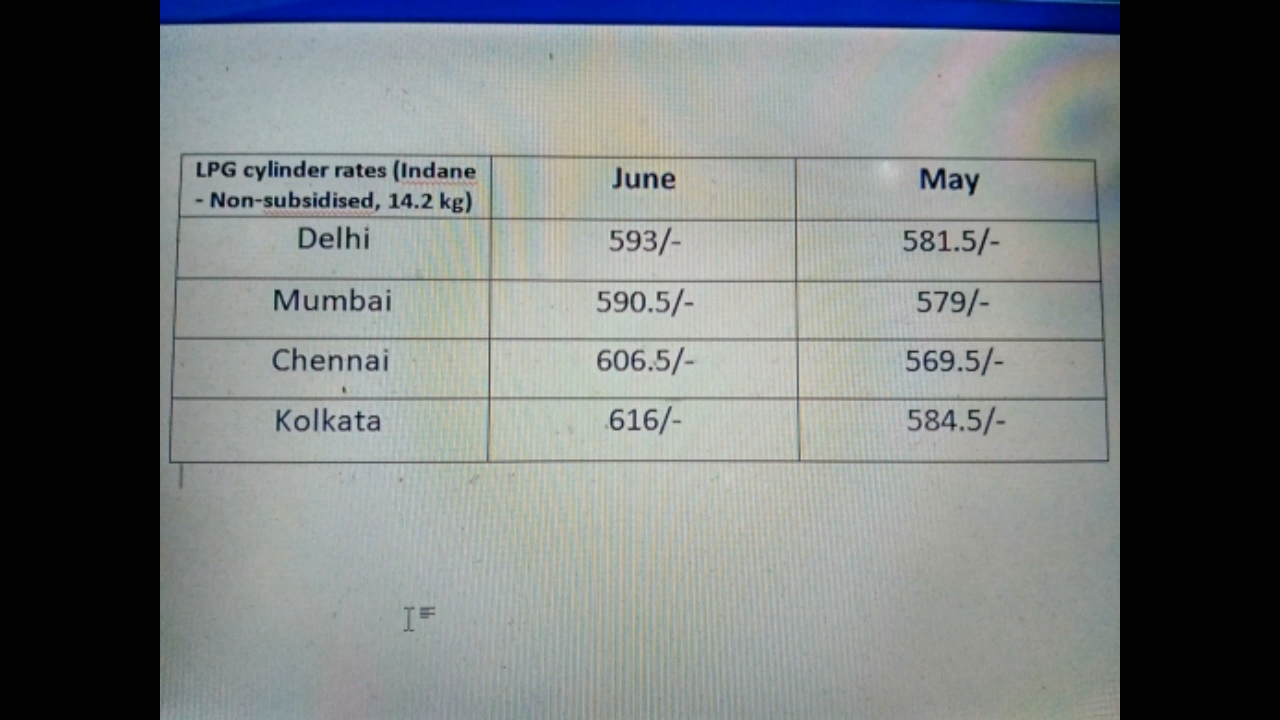 LPG cylinder rates (Indane
- Non-subsidised, 14.2 kg)
June
May
Delhi
593/-
581.5/-
Mumbai
590.5/-
579/-
Chennai
606.5/-
569.5/-
Kolkata
616/-
584.5/-